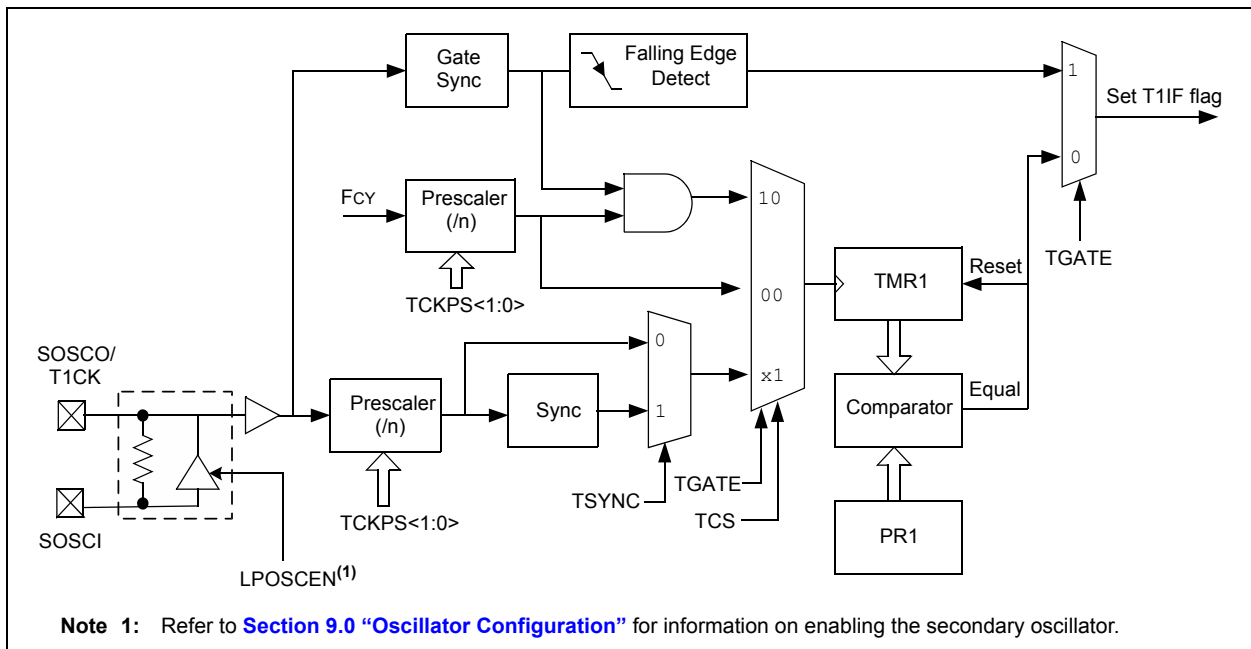 Gate
Sync
Falling Edge
Detect
1
Set T1IF flag
0
TGATE
FCY
Prescaler
(/n)
TCKPS<1:0>
10
00
x1
TMR1
Reset
SOSCO/
T1CK
SOSCI
Prescaler
(/n)
TCKPS<1:0>
Sync
0
1
TSYNC
TGATE
TCS
Comparator
Equal
PR1
LPOSCEN(1)
Note 1: Refer to Section 9.0 “Oscillator Configuration” for information on enabling the secondary oscillator.